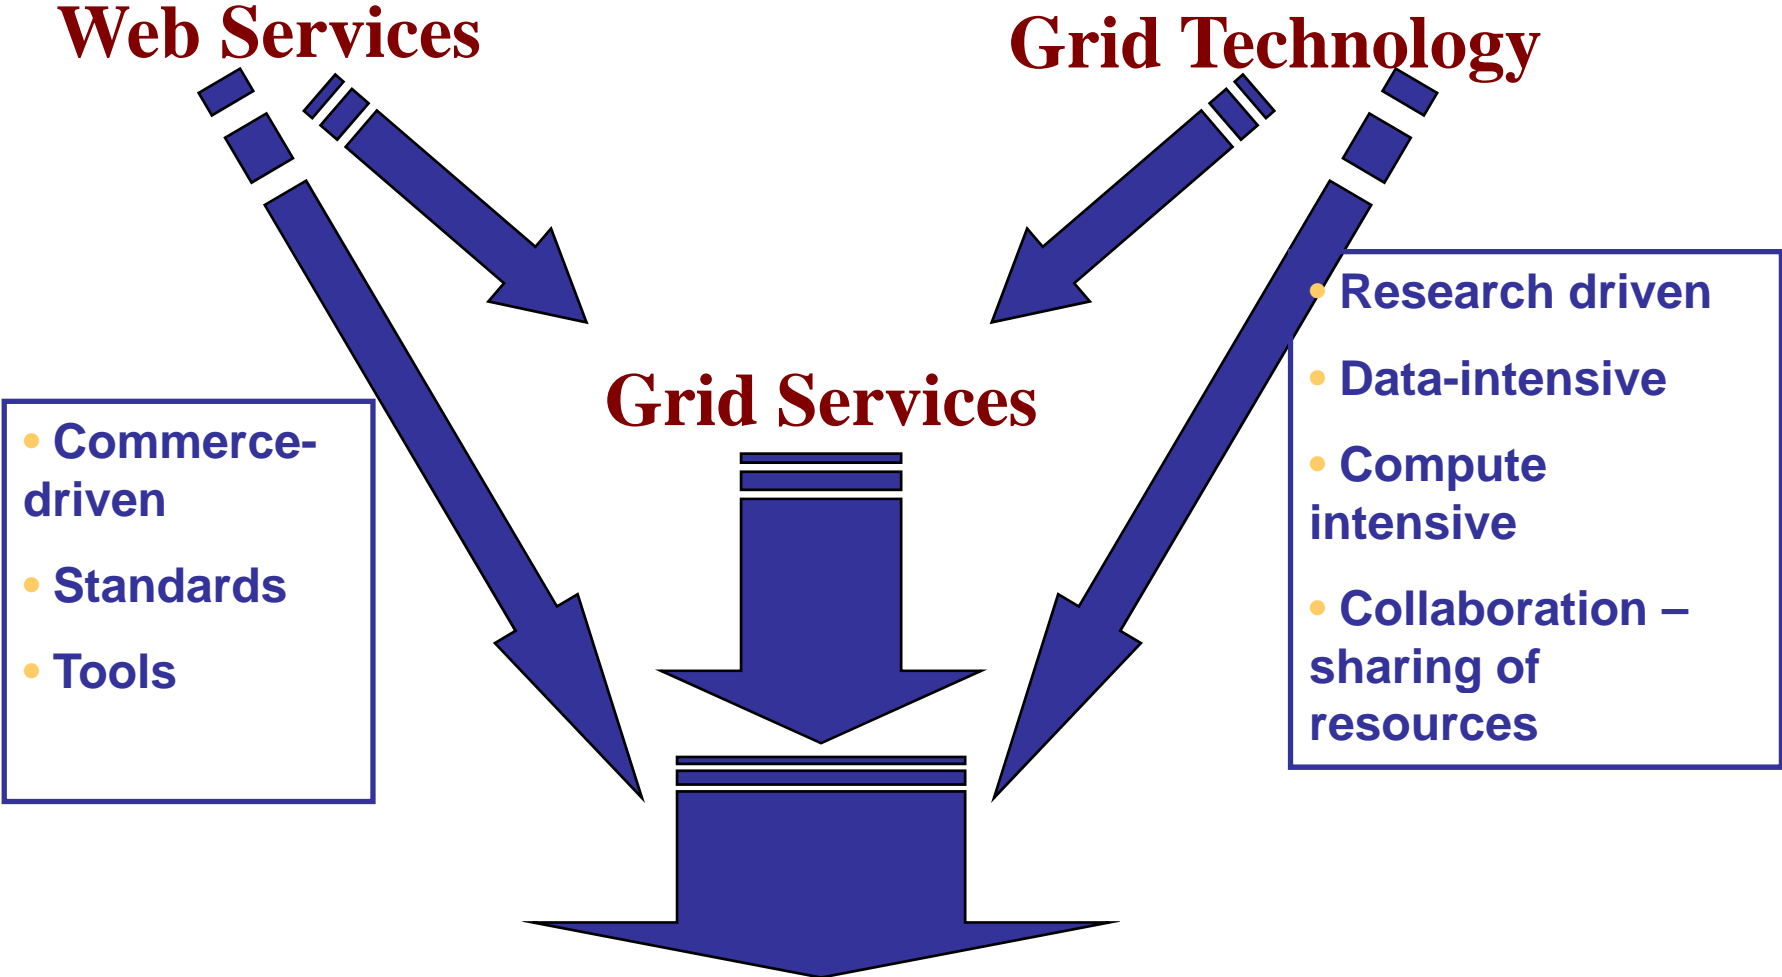 Web Services
Grid Technology
Grid Services
• Commerce-
driven
• Standards
• Tools
• Research driven
• Data-intensive
• Compute
intensive
• Collaboration –
sharing of
resources